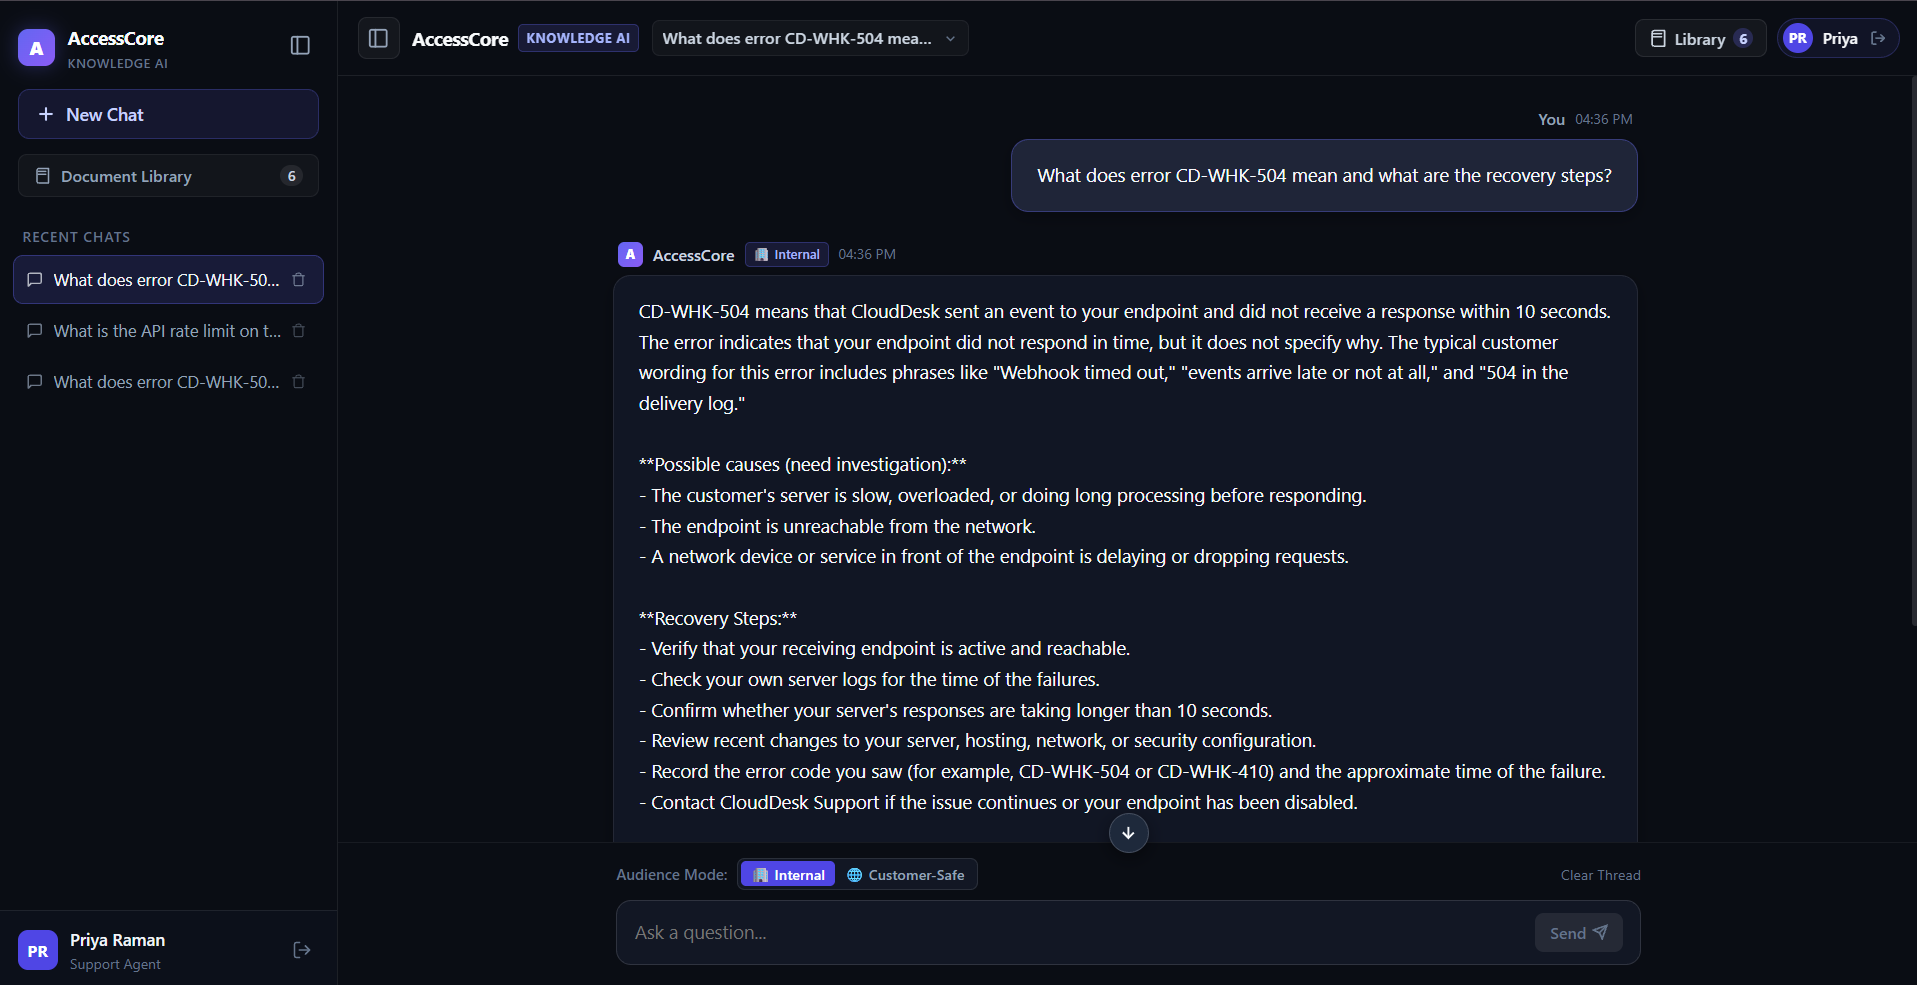 A
AccessCore
KNOWLEDGE AI
New Chat
Document Library 6
RECENT CHATS
What does error CD-WHK-50...
What is the API rate limit on t...
What does error CD-WHK-50...
PR
Priya Raman
Support Agent
AccessCore KNOWLEDGE AI What does error CD-WHK-504 mea... Library 6 PR Priya
You 04:36 PM
What does error CD-WHK-504 mean and what are the recovery steps?
A AccessCore Internal 04:36 PM
CD-WHK-504 means that CloudDesk sent an event to your endpoint and did not receive a response within 10 seconds.
The error indicates that your endpoint did not respond in time, but it does not specify why. The typical customer
wording for this error includes phrases like "Webhook timed out," "events arrive late or not at all," and "504 in the
delivery log."
**Possible causes (need investigation):**
- The customer's server is slow, overloaded, or doing long processing before responding.
- The endpoint is unreachable from the network.
- A network device or service in front of the endpoint is delaying or dropping requests.
**Recovery Steps:**
- Verify that your receiving endpoint is active and reachable.
- Check your own server logs for the time of the failures.
- Confirm whether your server's responses are taking longer than 10 seconds.
- Review recent changes to your server, hosting, network, or security configuration.
- Record the error code you saw (for example, CD-WHK-504 or CD-WHK-410) and the approximate time of the failure.
- Contact CloudDesk Support if the issue continues or your endpoint has been disabled.
Audience Mode: Internal Customer-Safe Clear Thread
Ask a question... Send